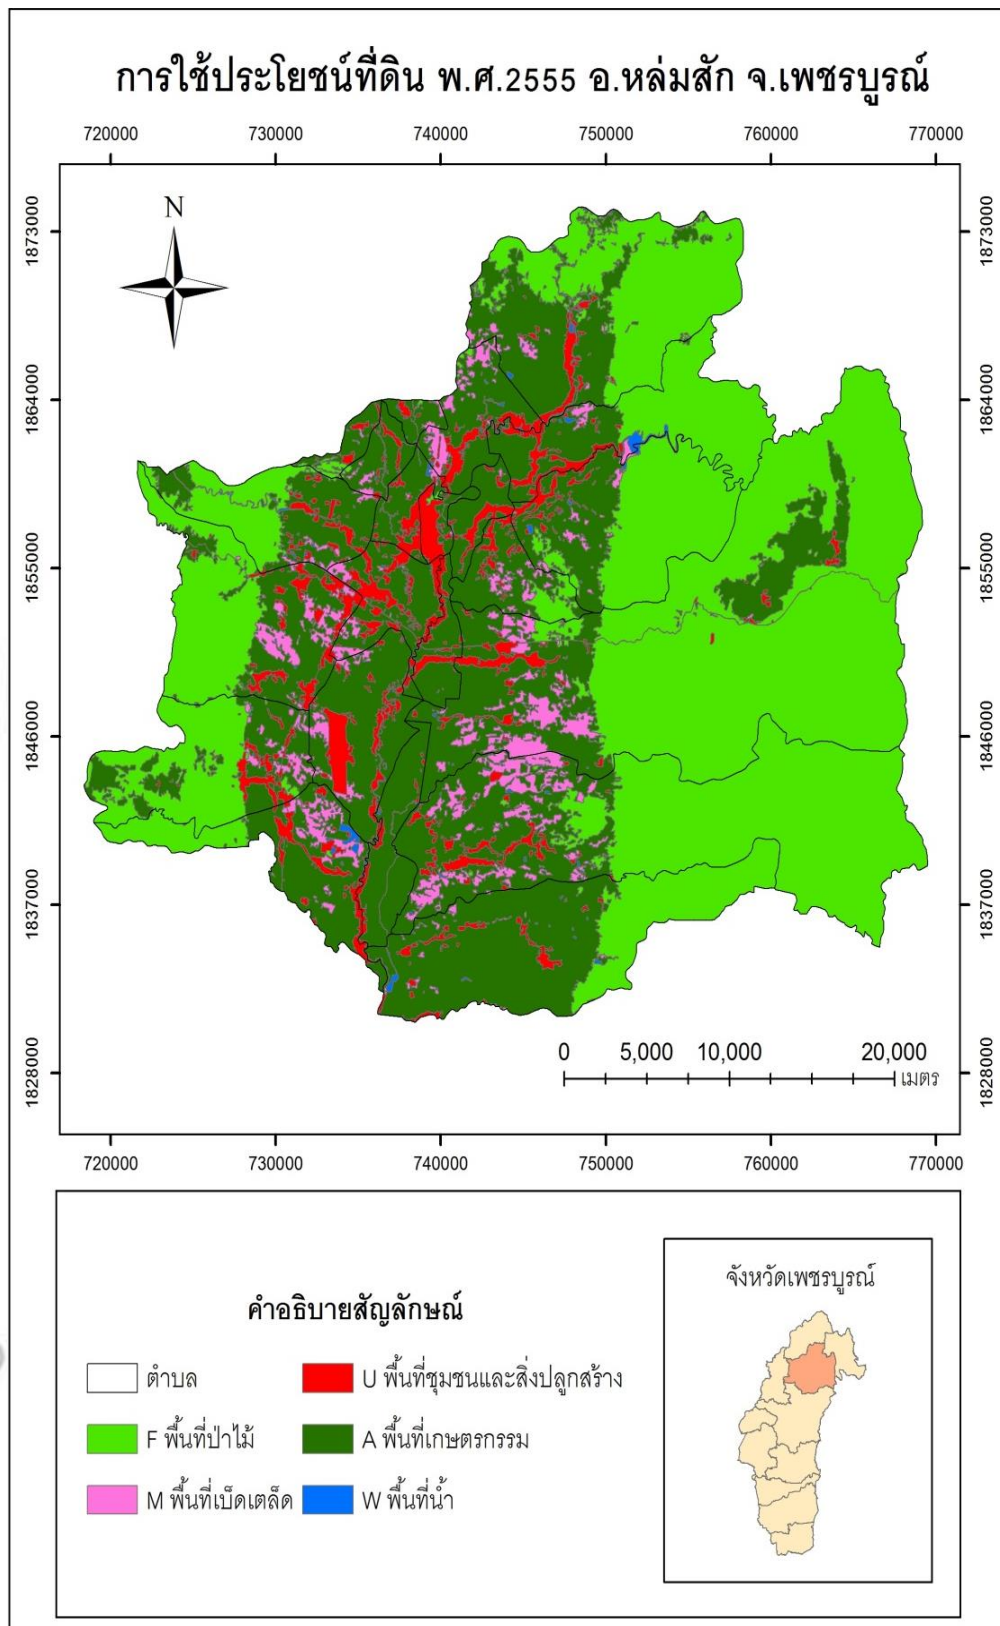 การใช้ประโยชน์ที่ดิน พ.ศ.2555 อ.หล่มสัก จ.เพชรบูรณ์
720000 730000 740000 750000 760000 770000
N
1873000 1873000
1864000 1864000
1855000 1855000
1846000 1846000
1837000 1837000
0 5,000 10,000 20,000
เมตร
1828000 1828000
720000 730000 740000 750000 760000 770000
จังหวัดเพชรบูรณ์
คำอธิบายสัญลักษณ์
ตำบล U พื้นที่ชุมชนและสิ่งปลูกสร้าง
F พื้นที่ป่าไม้ A พื้นที่เกษตรกรรม
M พื้นที่เบ็ดเตล็ด W พื้นที่น้ำ